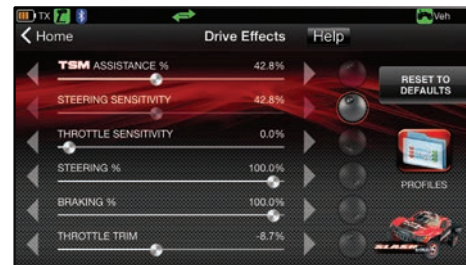 TX Veh
Home Drive Effects Help
TSM ASSISTANCE % 42.8%
RESET TO
DEFAULTS
STEERING SENSITIVITY 42.8%
THROTTLE SENSITIVITY 0.0%
STEERING % 100.0%
PROFILES
BRAKING % 100.0%
THROTTLE TRIM -8.7%
SLASH